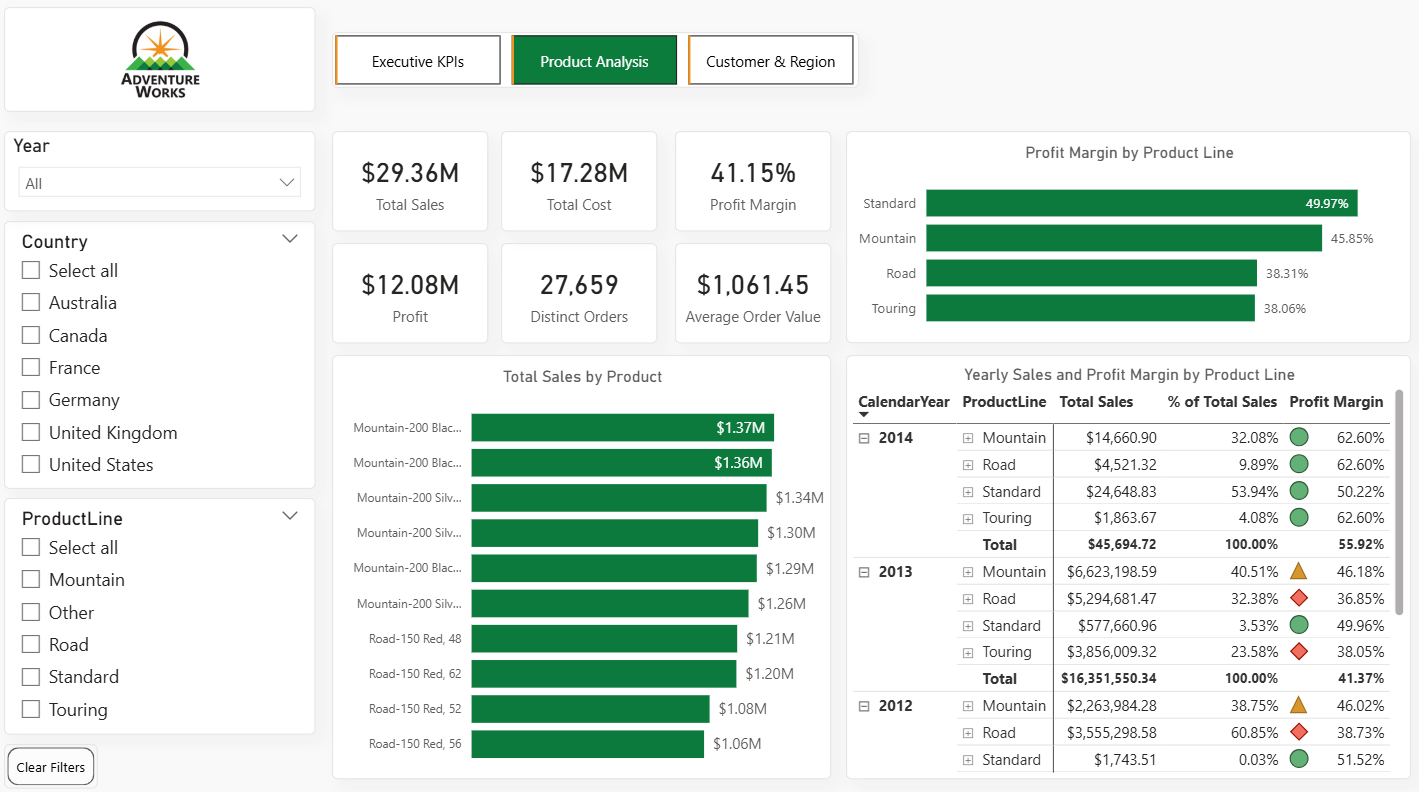 ADVENTURE
WORKS
Executive KPIs
Product Analysis
Customer & Region
Year
All
Country
Select all
Australia
Canada
France
Germany
United Kingdom
United States
ProductLine
Select all
Mountain
Other
Road
Standard
Touring
Clear Filters
$29.36M
Total Sales
$17.28M
Total Cost
41.15%
Profit Margin
$12.08M
Profit
27,659
Distinct Orders
$1,061.45
Average Order Value
Profit Margin by Product Line
Standard 49.97%
Mountain 45.85%
Road 38.31%
Touring 38.06%
Total Sales by Product
Mountain-200 Blac... $1.37M
Mountain-200 Blac... $1.36M
Mountain-200 Silv... $1.34M
Mountain-200 Silv... $1.30M
Mountain-200 Blac... $1.29M
Mountain-200 Silv... $1.26M
Road-150 Red, 48 $1.21M
Road-150 Red, 62 $1.20M
Road-150 Red, 52 $1.08M
Road-150 Red, 56 $1.06M
Yearly Sales and Profit Margin by Product Line
CalendarYear ProductLine Total Sales % of Total Sales Profit Margin
2014 Mountain $14,660.90 32.08% 62.60%
Road $4,521.32 9.89% 62.60%
Standard $24,648.83 53.94% 50.22%
Touring $1,863.67 4.08% 62.60%
Total $45,694.72 100.00% 55.92%
2013 Mountain $6,623,198.59 40.51% 46.18%
Road $5,294,681.47 32.38% 36.85%
Standard $577,660.96 3.53% 49.96%
Touring $3,856,009.32 23.58% 38.05%
Total $16,351,550.34 100.00% 41.37%
2012 Mountain $2,263,984.28 38.75% 46.02%
Road $3,555,298.58 60.85% 38.73%
Standard $1,743.51 0.03% 51.52%